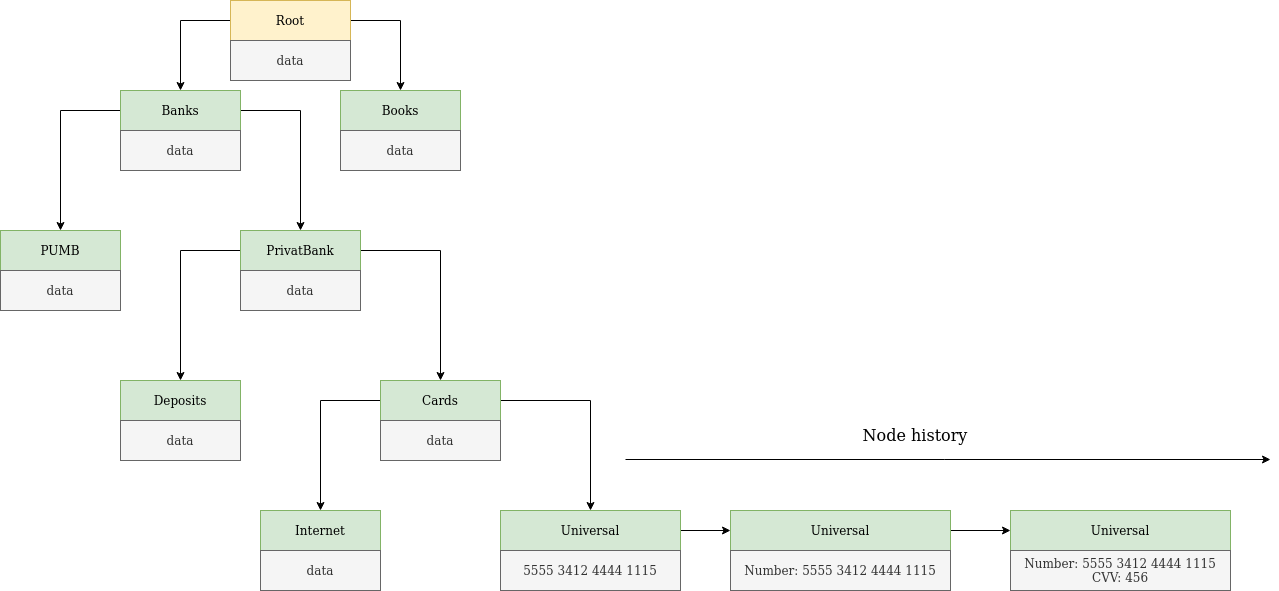 Root
data
Banks
Books
data
data
PUMB
PrivatBank
data
data
Deposits
Cards
data
data
Node history
Internet
Universal
Universal
Universal
data
5555 3412 4444 1115
Number: 5555 3412 4444 1115
Number: 5555 3412 4444 1115
CVV: 456